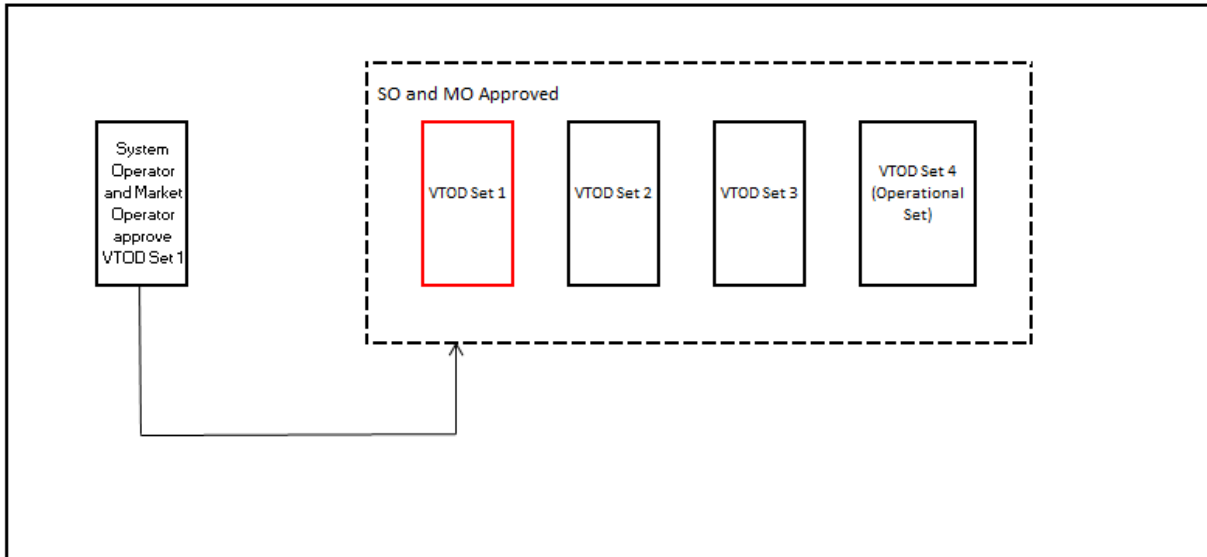 SO and MO Approved
System
Operator
and Market
Operator
approve
VTOD Set 1
VTOD Set 1
VTOD Set 2
VTOD Set 3
VTOD Set 4
(Operational
Set)